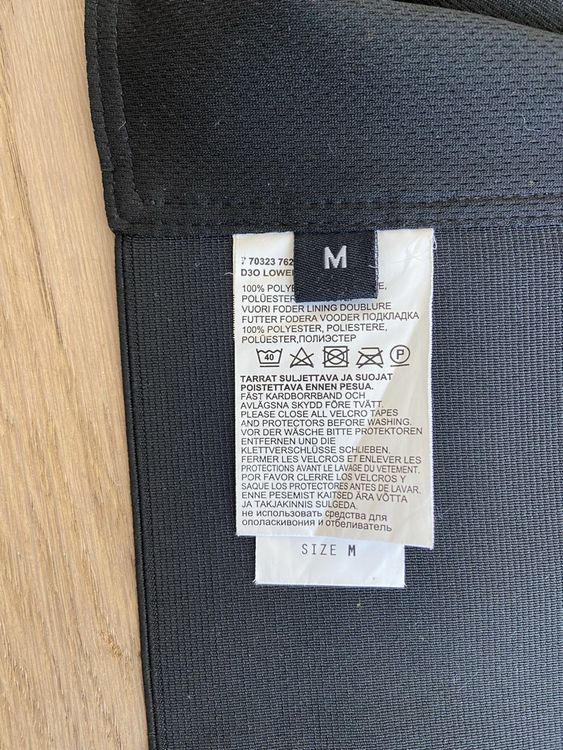 M
70323 762
D3O LOWE
100% POLYE
E,
POLÜESTER
VUORI FODER LINING DOUBLURE
FUTTER FODERA VOODER ПОДКЛАДКА
100% POLYESTER, POLIESTERE,
POLÜESTER,ПОЛИЭСТЕР
40
P
TARRAT SULJETTAVA JA SUOJAT
POISTETTAVA ENNEN PESUA.
FÄST KARDBORRBAND OCH
AVLÄGSNA SKYDD FÖRE TVÄTT.
PLEASE CLOSE ALL VELCRO TAPES
AND PROTECTORS BEFORE WASHING.
VOR DER WÄSCHE BITTE PROTEKTOREN
ENTFERNEN UND DIE
KLETTVERSCHLÜSSE SCHLIEBEN.
FERMER LES VELCROS ET ENLEVER LES
PROTECTIONS AVANT LE LAVAGE DU VETEMENT.
POR FAVOR CLERRE LOS VELCROS Y
SAQUE LOS PROTECTORES ANTES DE LAVAR.
ENNE PESEMIST KAITSED ÄRA VÕTTA
JA TAKJAKINNIS SULGEDA.
не использовать средства для
ополаскивония и отбеливатель
SIZE M